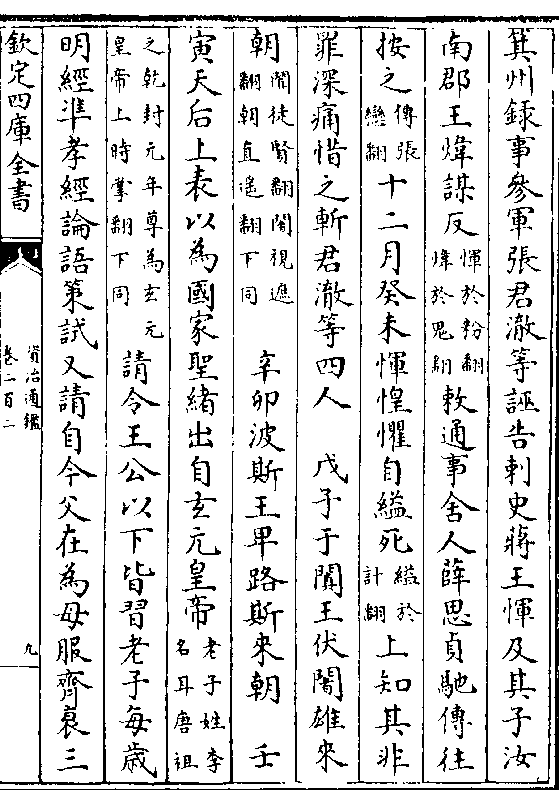 箕州錄事參軍張君澈等誣告刺史蔣王惲及其子汝
南郡王煒謀反惲於粉翻煒於鬼翻敕通事舍人薛思貞馳傳往
按之傳張戀翻十二月癸未惲惶懼自縊死縊於計翻上知其非
罪深痛惜之斬君澈等四人　戊子于闐王伏闍雄來
朝闐徒賢翻闍視遮翻朝直遥翻下同　辛卯波斯王卑路斯來朝　壬
寅天后上表以為國家聖緒出自玄元皇帝老子姓李名耳唐祖
之乾封元年尊為玄元皇帝上時掌翻下同請令王公以下皆習老子每歳
明經準孝經論語策試又請自今父在為母服齊衰三
欽定四庫全書
資治通鑑
卷二百二
九